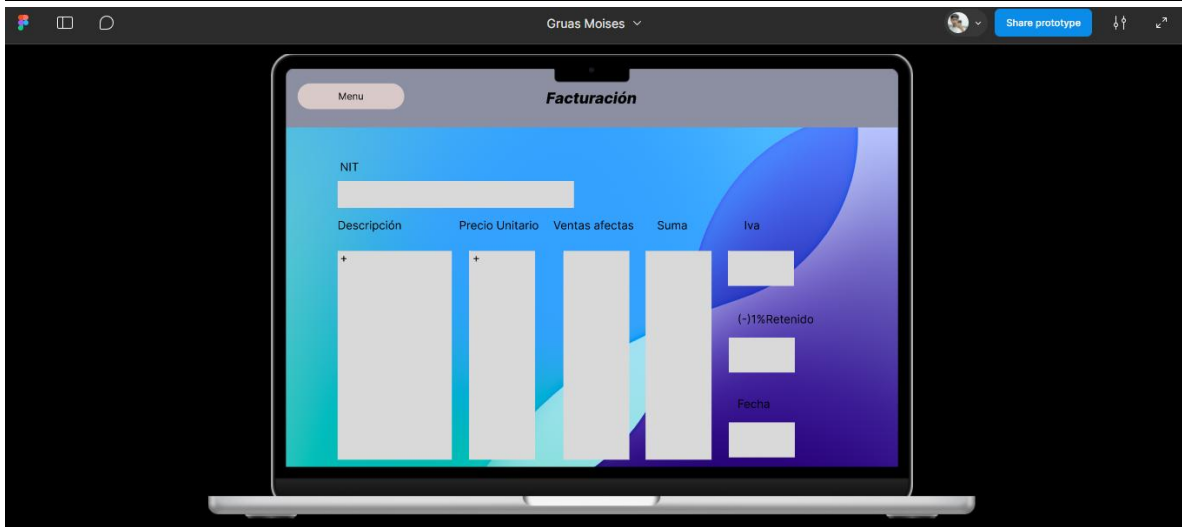 Gruas Moises
Share prototype
Menu
Facturación
NIT
Descripción Precio Unitario Ventas afectas Suma Iva
+ +
(-)1%Retenido
Fecha